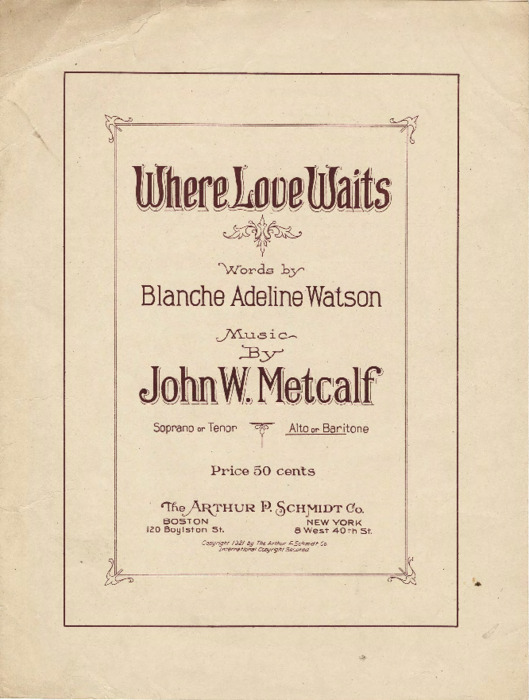 Where Love Waits
Words by
Blanche Adeline Watson
Music
By
John W. Metcalf
Soprano or Tenor Alto or Baritone
Price 50 cents
The ARTHUR P. SCHMIDT Co.
BOSTON NEW YORK
120 Boylston St. 8 West 40th St.
Copyright 1921 by The Arthur P. Schmidt Co.
International Copyright Secured